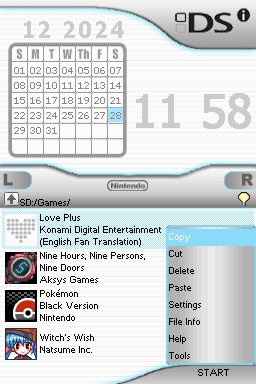 12 2024
DSi
S M T W Th F S
01 02 03 04 05 06 07
08 09 10 11 12 13 14
15 16 17 18 19 20 21
22 23 24 25 26 27 28
29 30 31
11 58
L
Nintendo
R
SD:/Games/
Love Plus
Konami Digital Entertainment
(English Fan Translation)
Nine Hours, Nine Persons,
Nine Doors
Aksys Games
Pokémon
Black Version
Nintendo
Witch's Wish
Natsume Inc.
Copy
Cut
Delete
Paste
Settings
File Info
Help
Tools
START